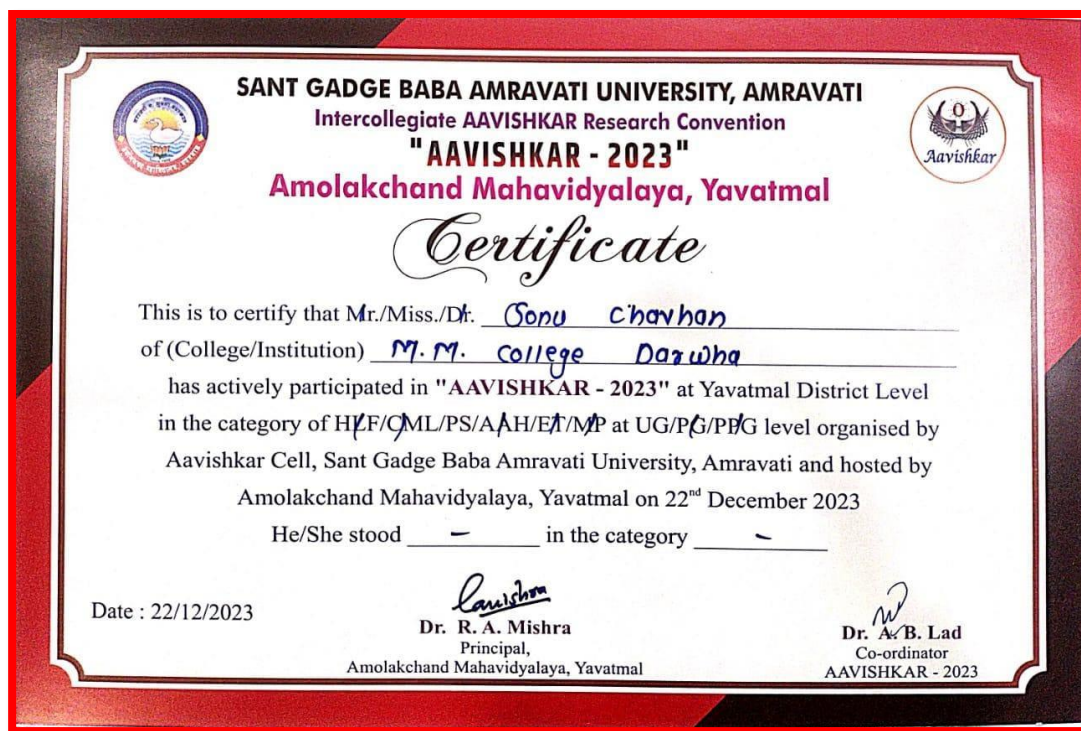 SANT GADGE BABA AMRAVATI UNIVERSITY, AMRAVATI
Intercollegiate AAVISHKAR Research Convention
"AAVISHKAR - 2023"
Amolakchand Mahavidyalaya, Yavatmal
Aavishkar
Certificate
This is to certify that Mr./Miss./Dr. Sonu Chavhan
of (College/Institution) M. M. College Darwha
has actively participated in "AAVISHKAR - 2023" at Yavatmal District Level
in the category of HLF/CML/PS/AAH/ET/MP at UG/PG/PPG level organised by
Aavishkar Cell, Sant Gadge Baba Amravati University, Amravati and hosted by
Amolakchand Mahavidyalaya, Yavatmal on 22nd December 2023
He/She stood - in the category -
Date : 22/12/2023
Dr. R. A. Mishra
Principal,
Amolakchand Mahavidyalaya, Yavatmal
Dr. A. B. Lad
Co-ordinator
AAVISHKAR - 2023